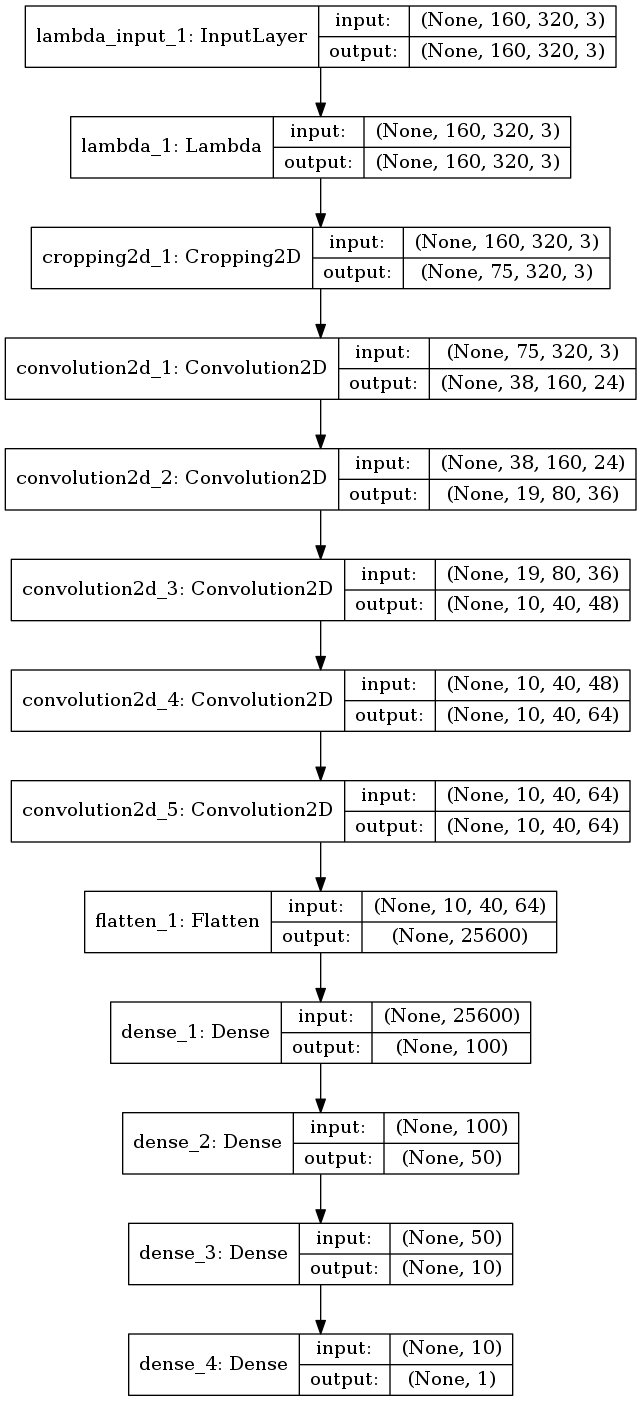 lambda_input_1: InputLayer
input: (None, 160, 320, 3)
output: (None, 160, 320, 3)
lambda_1: Lambda
input: (None, 160, 320, 3)
output: (None, 160, 320, 3)
cropping2d_1: Cropping2D
input: (None, 160, 320, 3)
output: (None, 75, 320, 3)
convolution2d_1: Convolution2D
input: (None, 75, 320, 3)
output: (None, 38, 160, 24)
convolution2d_2: Convolution2D
input: (None, 38, 160, 24)
output: (None, 19, 80, 36)
convolution2d_3: Convolution2D
input: (None, 19, 80, 36)
output: (None, 10, 40, 48)
convolution2d_4: Convolution2D
input: (None, 10, 40, 48)
output: (None, 10, 40, 64)
convolution2d_5: Convolution2D
input: (None, 10, 40, 64)
output: (None, 10, 40, 64)
flatten_1: Flatten
input: (None, 10, 40, 64)
output: (None, 25600)
dense_1: Dense
input: (None, 25600)
output: (None, 100)
dense_2: Dense
input: (None, 100)
output: (None, 50)
dense_3: Dense
input: (None, 50)
output: (None, 10)
dense_4: Dense
input: (None, 10)
output: (None, 1)